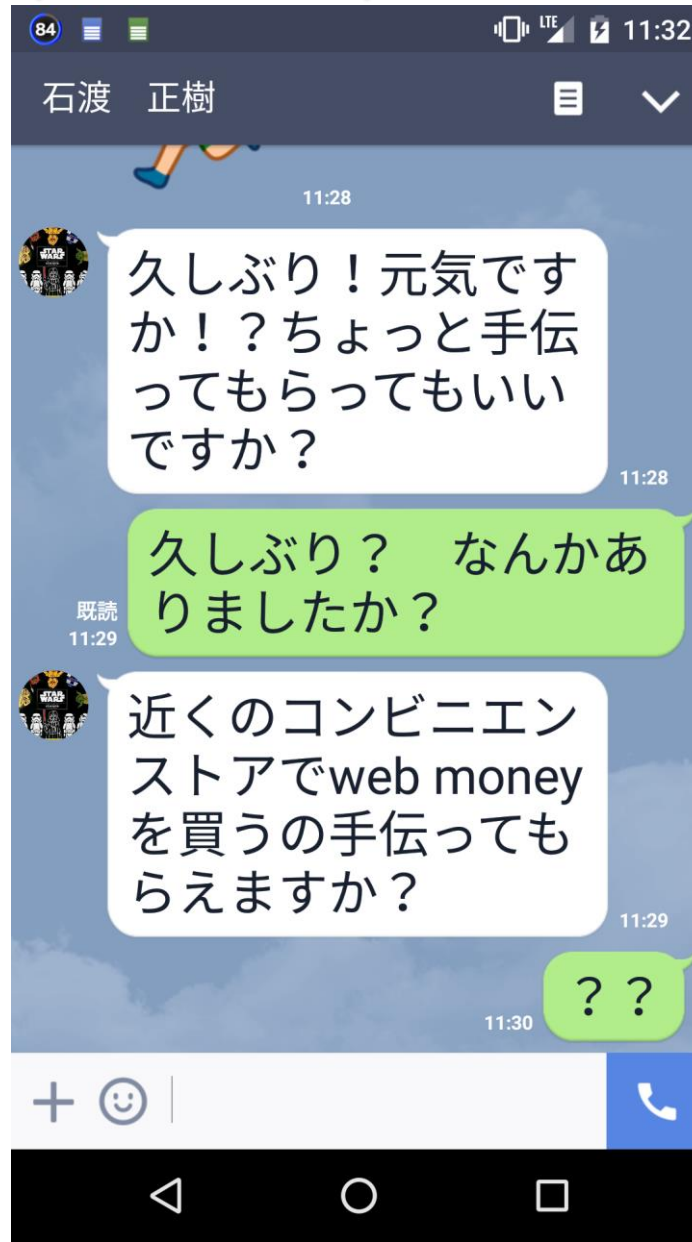 84 LTE 11:32
石渡　正樹
11:28
STAR WARS
久しぶり！元気です
か！？ちょっと手伝
ってもらってもいい
ですか？
11:28
久しぶり？　なんかあ
りましたか？
既読
11:29
STAR WARS
近くのコンビニエン
ストアでweb money
を買うの手伝っても
らえますか？
11:29
？？
11:30